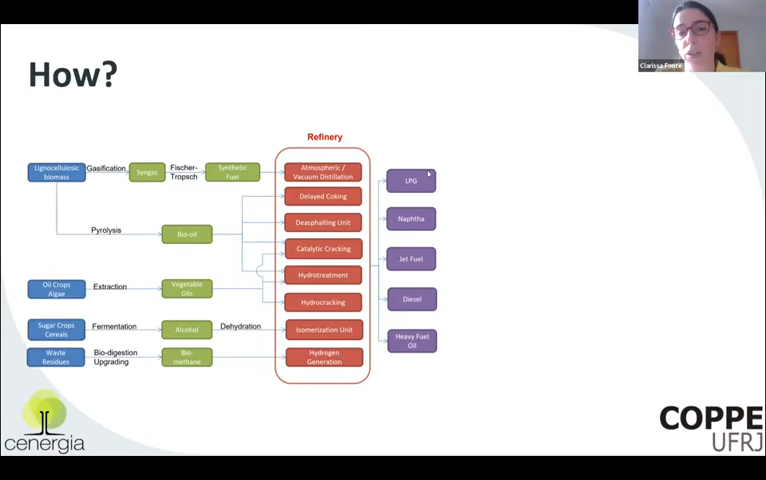 Clarissa Fonte
How?
Refinery
Lignocellulosic
biomass
Gasification
Syngas
Fischer-
Tropsch
Synthetic
Fuel
Atmospheric /
Vacuum Distillation
LPG
Delayed Coking
Naphtha
Deasphalting Unit
Pyrolysis
Bio-oil
Catalytic Cracking
Jet Fuel
Hydrotreatment
Oil Crops
Algae
Extraction
Vegetable
Oils
Hydrocracking
Diesel
Sugar Crops
Cereals
Fermentation
Alcohol
Dehydration
Isomerization Unit
Heavy Fuel
Oil
Waste
Residues
Bio-digestion
Upgrading
Bio-
methane
Hydrogen
Generation
cenergia
COPPE
UFRJ